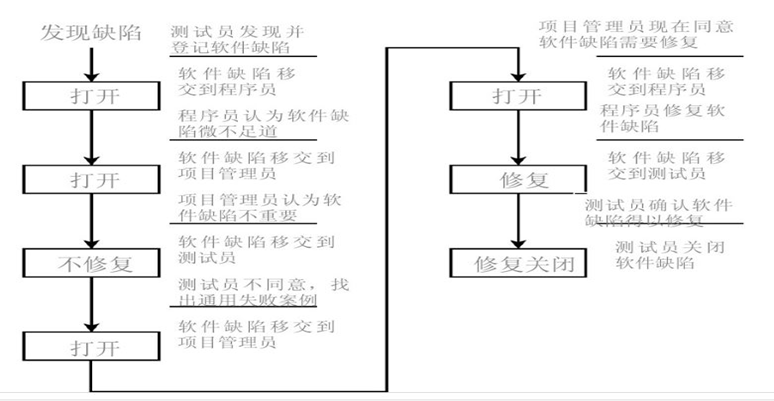 发现缺陷
测试员发现并
登记软件缺陷
软件缺陷移
交到程序员
打开
程序员认为软件缺
陷微不足道
软件缺陷移交到
项目管理员
打开
项目管理员认为软
件缺陷不重要
软件缺陷移交到
测试员
不修复
测试员不同意，找
出通用失败案例
软件缺陷移交到
项目管理员
打开
项目管理员现在同意
软件缺陷需要修复
软件缺陷移
交到程序员
打开
程序员修复软
件缺陷
软件缺陷移
交到测试员
修复
测试员确认软件
缺陷得以修复
测试员关闭
软件缺陷
修复关闭